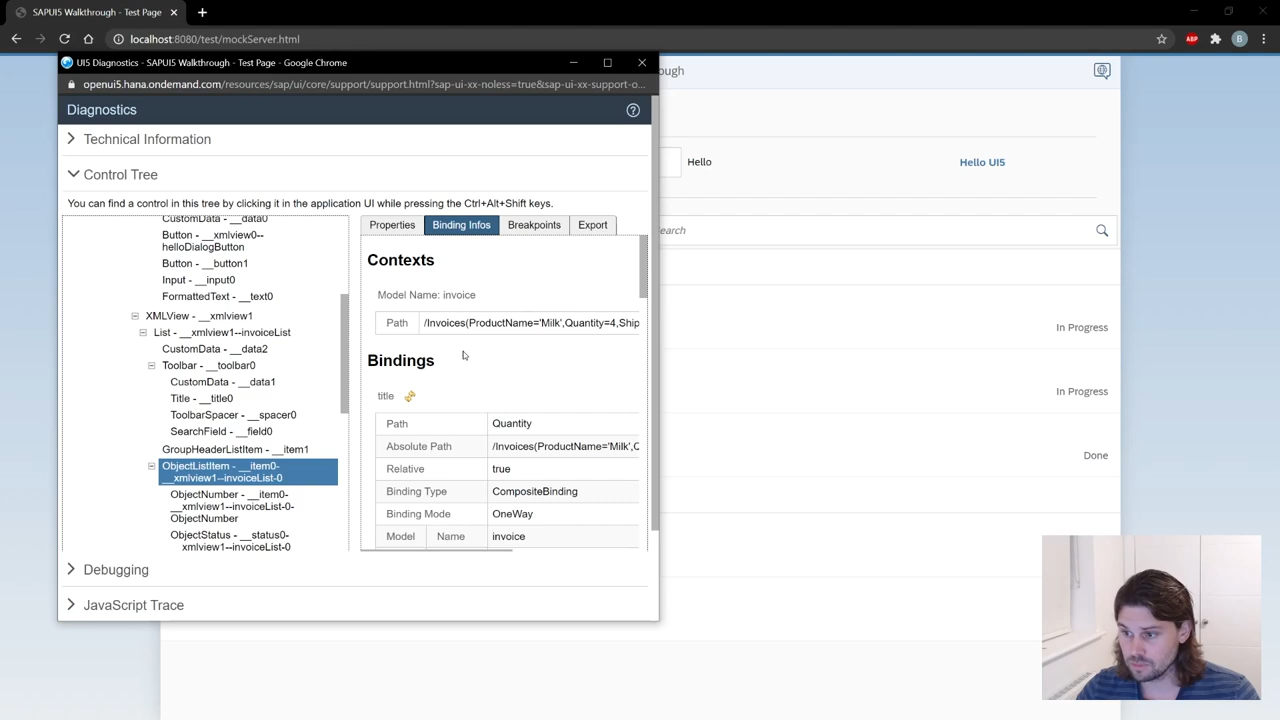 SAPUI5 Walkthrough - Test Page
localhost:8080/test/mockServer.html
ABP
B
UI5 Diagnostics - SAPUI5 Walkthrough - Test Page - Google Chrome
openui5.hana.ondemand.com/resources/sap/ui/core/support/support.html?sap-ui-xx-noless=true&sap-ui-xx-support-o...
ough
Diagnostics
Technical Information
Control Tree
You can find a control in this tree by clicking it in the application UI while pressing the Ctrl+Alt+Shift keys.
CustomData - __data0
Button - __xmlview0--
helloDialogButton
Button - __button1
Input - __input0
FormattedText - __text0
XMLView - __xmlview1
List - __xmlview1--invoiceList
CustomData - __data2
Toolbar - __toolbar0
CustomData - __data1
Title - __title0
ToolbarSpacer - __spacer0
SearchField - __field0
GroupHeaderListItem - __item1
ObjectListItem - __item0-
__xmlview1--invoiceList-0
ObjectNumber - __item0-
__xmlview1--invoiceList-0-
ObjectNumber
ObjectStatus - __status0-
__xmlview1--invoiceList-0
Properties
Binding Infos
Breakpoints
Export
Contexts
Model Name: invoice
Path /Invoices(ProductName='Milk',Quantity=4,Ship
Bindings
title
Path Quantity
Absolute Path /Invoices(ProductName='Milk',Q
Relative true
Binding Type CompositeBinding
Binding Mode OneWay
Model Name invoice
Debugging
JavaScript Trace
Hello
Hello UI5
Search
In Progress
In Progress
Done